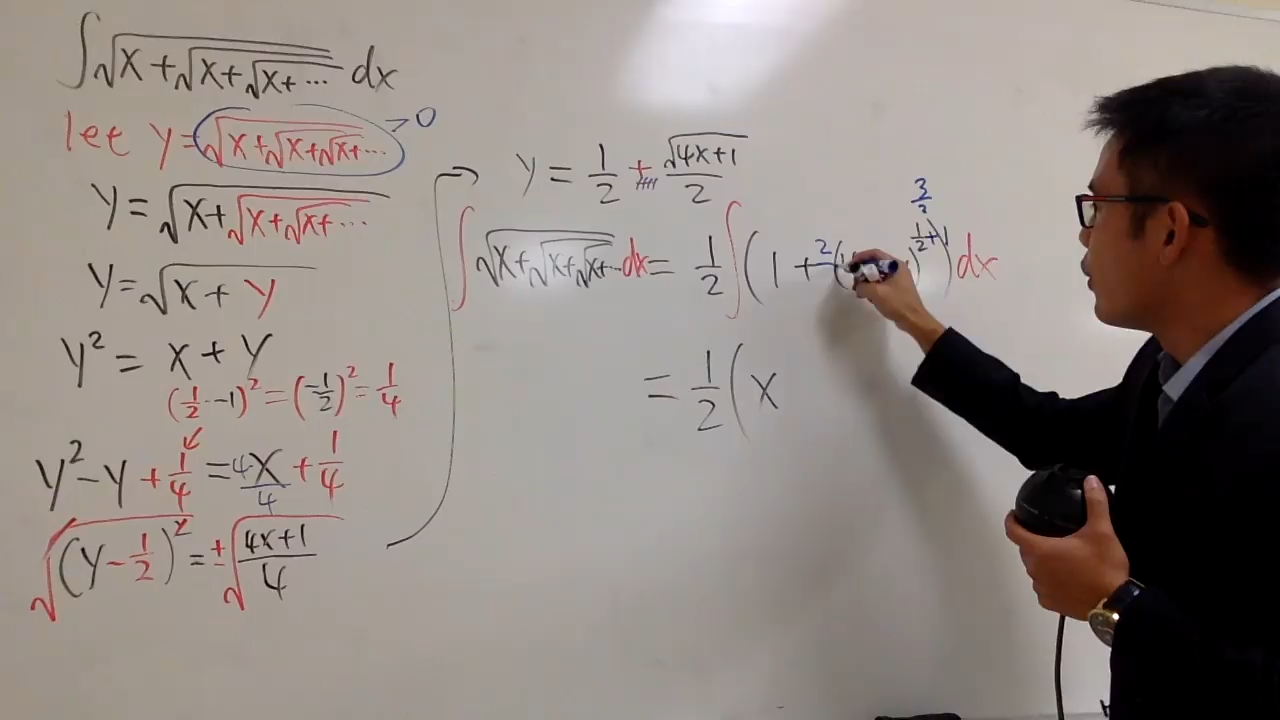 ∫√(x+√(x+√(x+⋯))) dx
let y=√(x+√(x+√(x+⋯))) >0
y=√(x+√(x+√(x+⋯)))
y=√(x+y)
y² = x+y
(1/2 · -1)² = (-1/2)² = 1/4
y²-y+1/4 = 4x/4 + 1/4
√(y-1/2)² = ±√((4x+1)/4)
y = 1/2 + √(4x+1)/2
∫√(x+√(x+√(x+⋯))) dx = 1/2 ∫(1+ 2 ( )^(1/2+1)) dx
3/2
= 1/2 (x